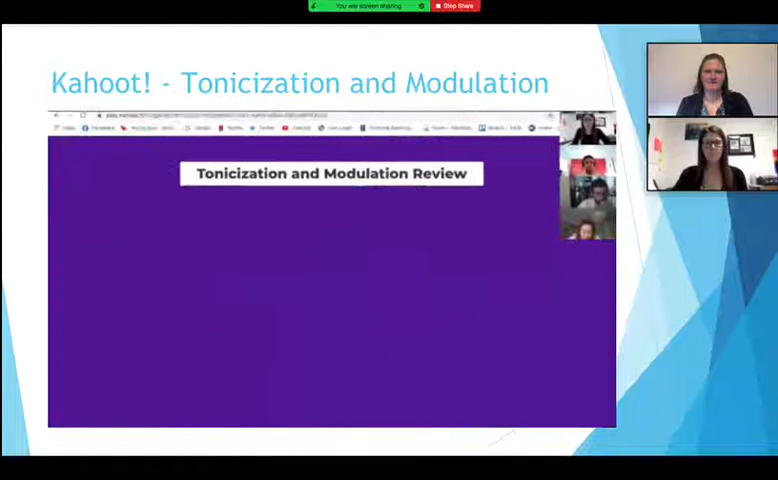 You are screen sharing
Stop Share
Kahoot! - Tonicization and Modulation
Tonicization and Modulation Review